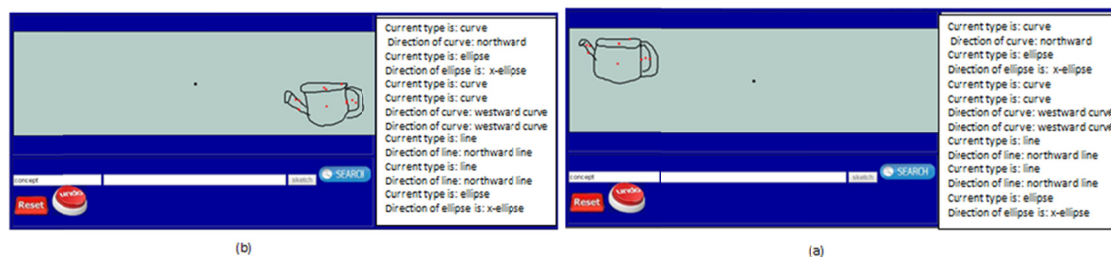 Current type is: curve
Direction of curve: northward
Current type is: ellipse
Direction of ellipse is: x-ellipse
Current type is: curve
Current type is: curve
Direction of curve: westward curve
Direction of curve: westward curve
Current type is: line
Direction of line: northward line
Current type is: line
Direction of line: northward line
Current type is: ellipse
Direction of ellipse is: x-ellipse
concept
sketch
SEARCH
Reset
undo
(b)
Current type is: curve
Direction of curve: northward
Current type is: ellipse
Direction of ellipse is: x-ellipse
Current type is: curve
Current type is: curve
Direction of curve: westward curve
Direction of curve: westward curve
Current type is: line
Direction of line: northward line
Current type is: line
Direction of line: northward line
Current type is: ellipse
Direction of ellipse is: x-ellipse
concept
sketch
SEARCH
Reset
undo
(a)